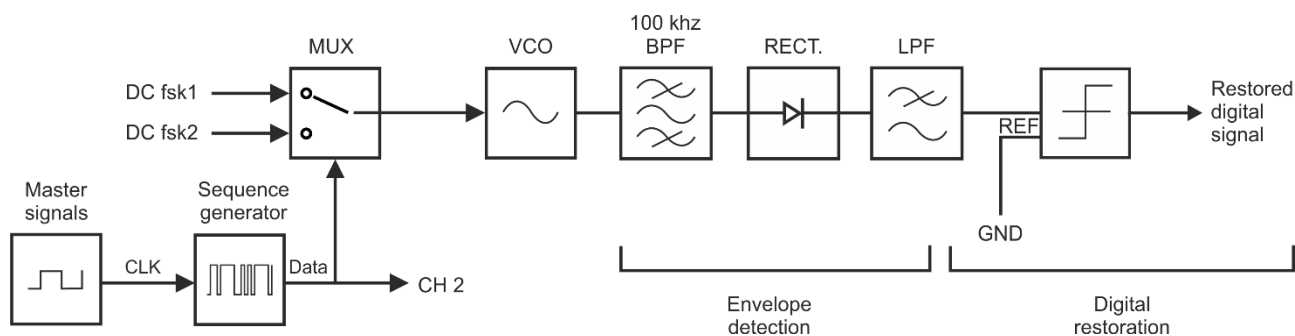 100 khz
MUX
VCO
BPF
RECT.
LPF
DC fsk1
DC fsk2
REF
Restored
digital
signal
Master
signals
Sequence
generator
GND
CLK
Data
CH 2
Envelope
detection
Digital
restoration